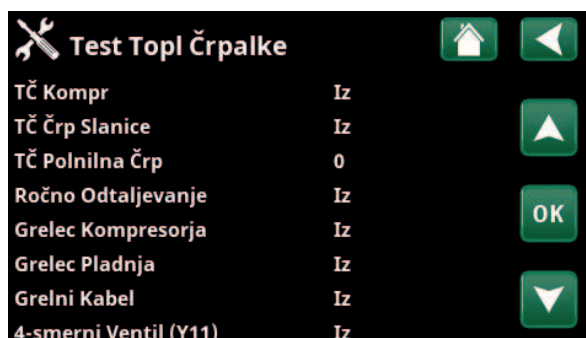 Test Topl Črpalke
TČ Kompr Iz
TČ Črp Slanice Iz
TČ Polnilna Črp 0
Ročno Odtaljevanje Iz
OK
Grelec Kompresorja Iz
Grelec Pladnja Iz
Grelni Kabel Iz
4-smerni Ventil (Y11) Iz